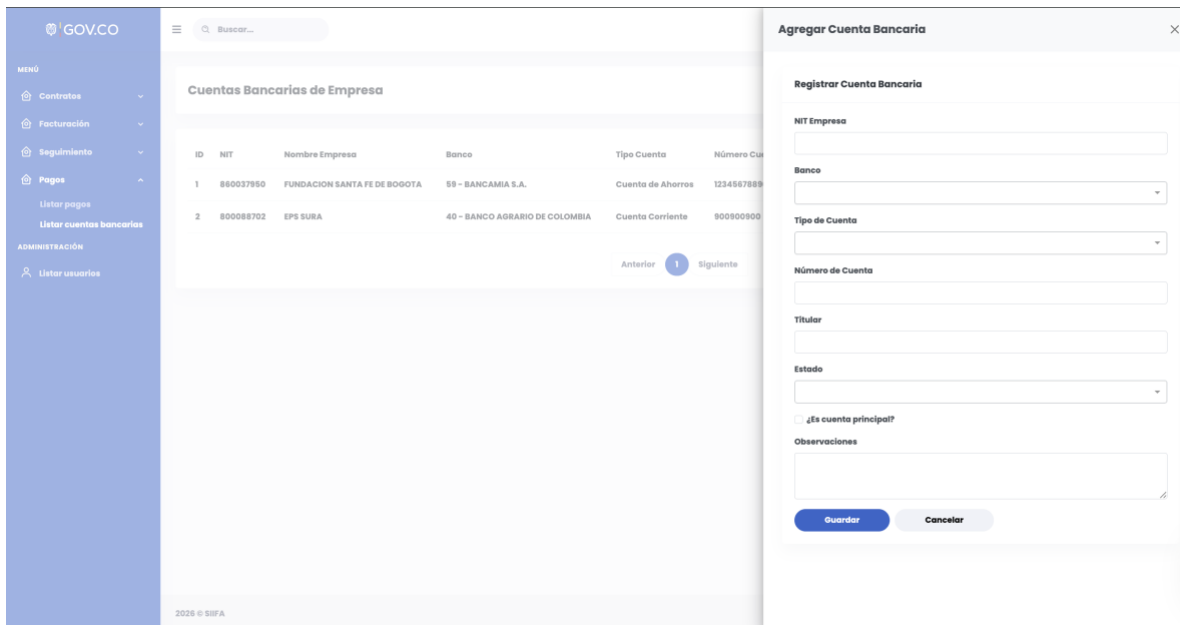 GOV.CO
Buscar...
MENÚ
Contratos
Facturación
Seguimiento
Pagos
Listar pagos
Listar cuentas bancarias
ADMINISTRACIÓN
Listar usuarios
Cuentas Bancarias de Empresa
ID NIT Nombre Empresa Banco Tipo Cuenta Número
1 860037950 FUNDACION SANTA FE DE BOGOTA 59 - BANCAMIA S.A. Cuenta de Ahorros
2 800088702 EPS SURA 40 - BANCO AGRARIO DE COLOMBIA Cuenta Corriente 900900900
Anterior 1 Siguiente
2026 © SIIFA
Agregar Cuenta Bancaria
Registrar Cuenta Bancaria
NIT Empresa
Banco
Tipo de Cuenta
Número de Cuenta
Titular
Estado
¿Es cuenta principal?
Observaciones
Guardar Cancelar